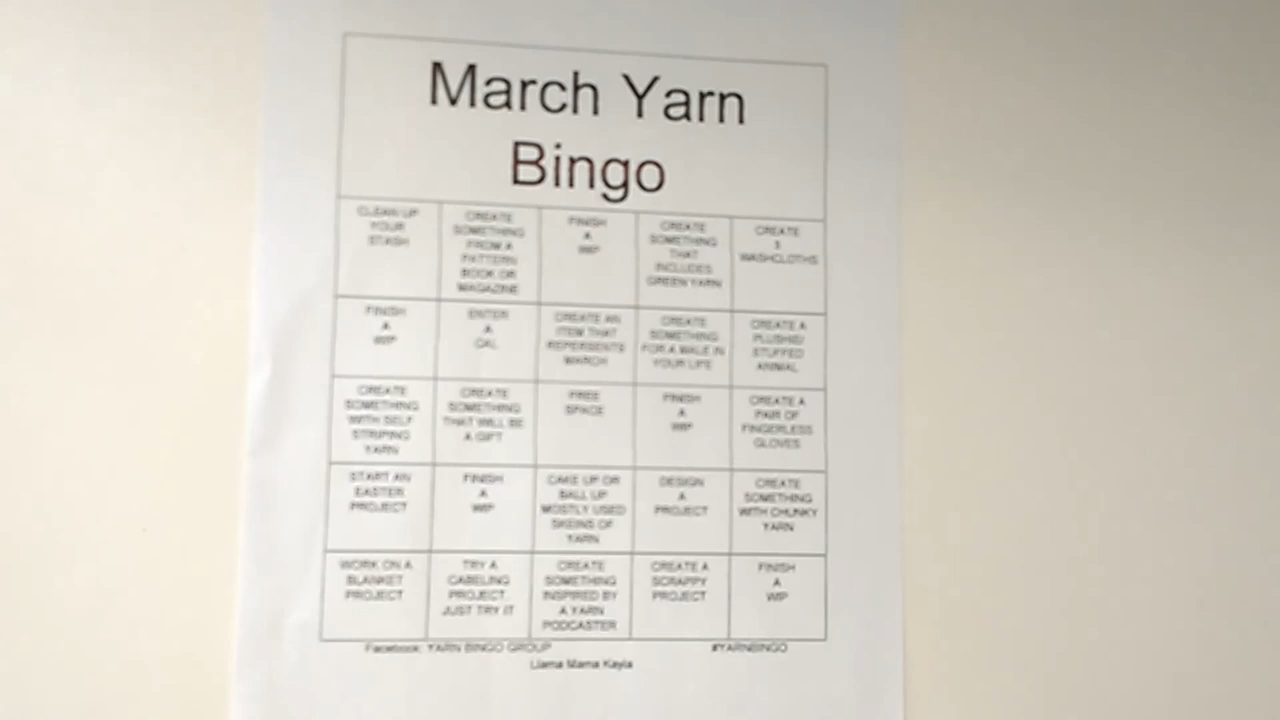 March Yarn
Bingo
CLEAN UP
YOUR
STASH
CREATE
SOMETHING
FROM A
PATTERN
BOOK OR
MAGAZINE
FINISH
A
WIP
CREATE
SOMETHING
THAT
INCLUDES
GREEN YARN
CREATE
WASHCLOTHS
FINISH
A
WIP
ENTER
A
CAL
CREATE AN
ITEM THAT
REPERSENTS
MARCH
CREATE
SOMETHING
FOR A MALE IN
YOUR LIFE
CREATE A
PLUSHIE/
STUFFED
ANIMAL
CREATE
SOMETHING
WITH SELF
STRIPING
YARN
CREATE
SOMETHING
THAT WILL BE
A GIFT
FREE
SPACE
FINISH
A
WIP
CREATE A
PAIR OF
FINGERLESS
GLOVES
START AN
EASTER
PROJECT
FINISH
A
WIP
CAKE UP OR
BALL UP
MOSTLY USED
SKEINS OF
YARN
DESIGN
A
PROJECT
CREATE
SOMETHING
WITH CHUNKY
YARN
WORK ON A
BLANKET
PROJECT
TRY A
CABELING
PROJECT.
JUST TRY IT
CREATE
SOMETHING
INSPIRED BY
A YARN
PODCASTER
CREATE A
SCRAPPY
PROJECT
FINISH
A
WIP
Facebook: YARN BINGO GROUP
#YARNBINGO
Llama Mama Kayla